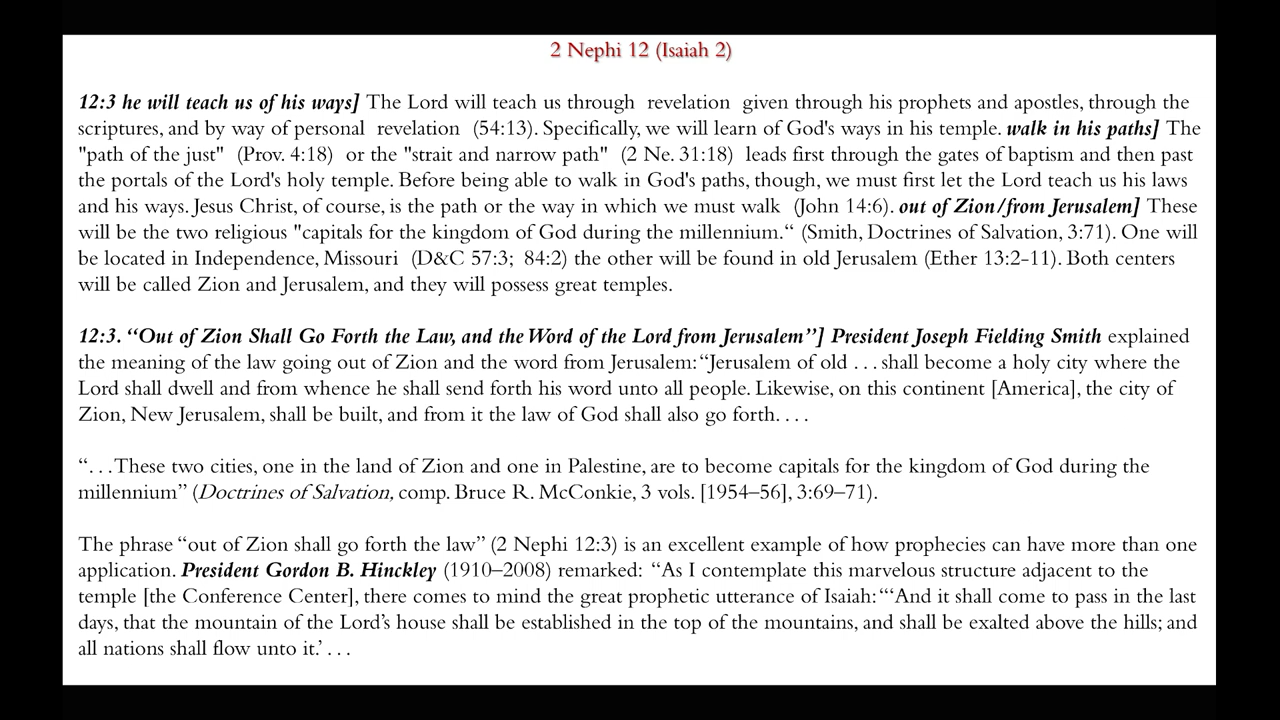 2 Nephi 12 (Isaiah 2)
12:3 he will teach us of his ways] The Lord will teach us through revelation given through his prophets and apostles, through the
scriptures, and by way of personal revelation (54:13). Specifically, we will learn of God's ways in his temple. walk in his paths] The
"path of the just" (Prov. 4:18) or the "strait and narrow path" (2 Ne. 31:18) leads first through the gates of baptism and then past
the portals of the Lord's holy temple. Before being able to walk in God's paths, though, we must first let the Lord teach us his laws
and his ways. Jesus Christ, of course, is the path or the way in which we must walk (John 14:6). out of Zion/from Jerusalem] These
will be the two religious "capitals for the kingdom of God during the millennium.“ (Smith, Doctrines of Salvation, 3:71). One will
be located in Independence, Missouri (D&C 57:3; 84:2) the other will be found in old Jerusalem (Ether 13:2-11). Both centers
will be called Zion and Jerusalem, and they will possess great temples.
12:3. “Out of Zion Shall Go Forth the Law, and the Word of the Lord from Jerusalem”] President Joseph Fielding Smith explained
the meaning of the law going out of Zion and the word from Jerusalem: “Jerusalem of old . . . shall become a holy city where the
Lord shall dwell and from whence he shall send forth his word unto all people. Likewise, on this continent [America], the city of
Zion, New Jerusalem, shall be built, and from it the law of God shall also go forth. . . .
“. . .These two cities, one in the land of Zion and one in Palestine, are to become capitals for the kingdom of God during the
millennium” (Doctrines of Salvation, comp. Bruce R. McConkie, 3 vols. [1954–56], 3:69–71).
The phrase “out of Zion shall go forth the law” (2 Nephi 12:3) is an excellent example of how prophecies can have more than one
application. President Gordon B. Hinckley (1910–2008) remarked: “As I contemplate this marvelous structure adjacent to the
temple [the Conference Center], there comes to mind the great prophetic utterance of Isaiah: “‘And it shall come to pass in the last
days, that the mountain of the Lord’s house shall be established in the top of the mountains, and shall be exalted above the hills; and
all nations shall flow unto it.’ . . .